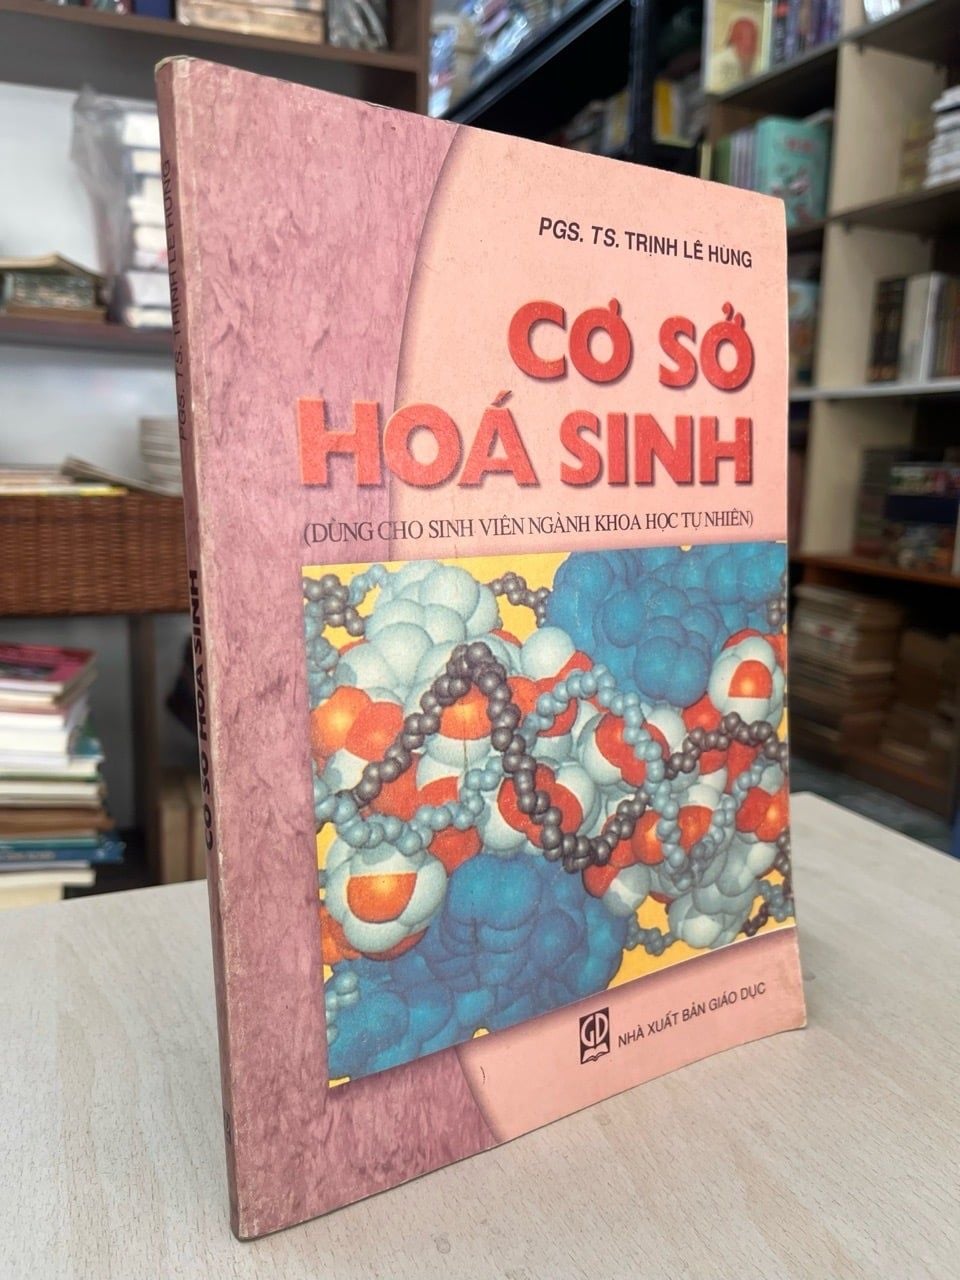 PGS. TS. TRỊNH LÊ HÙNG
CƠ SỞ
HOÁ SINH
(DÙNG CHO SINH VIÊN NGÀNH KHOA HỌC TỰ NHIÊN)
GD
NHÀ XUẤT BẢN GIÁO DỤC
PGS. TS. TRỊNH LÊ HÙNG
CƠ SỞ HOÁ SINH